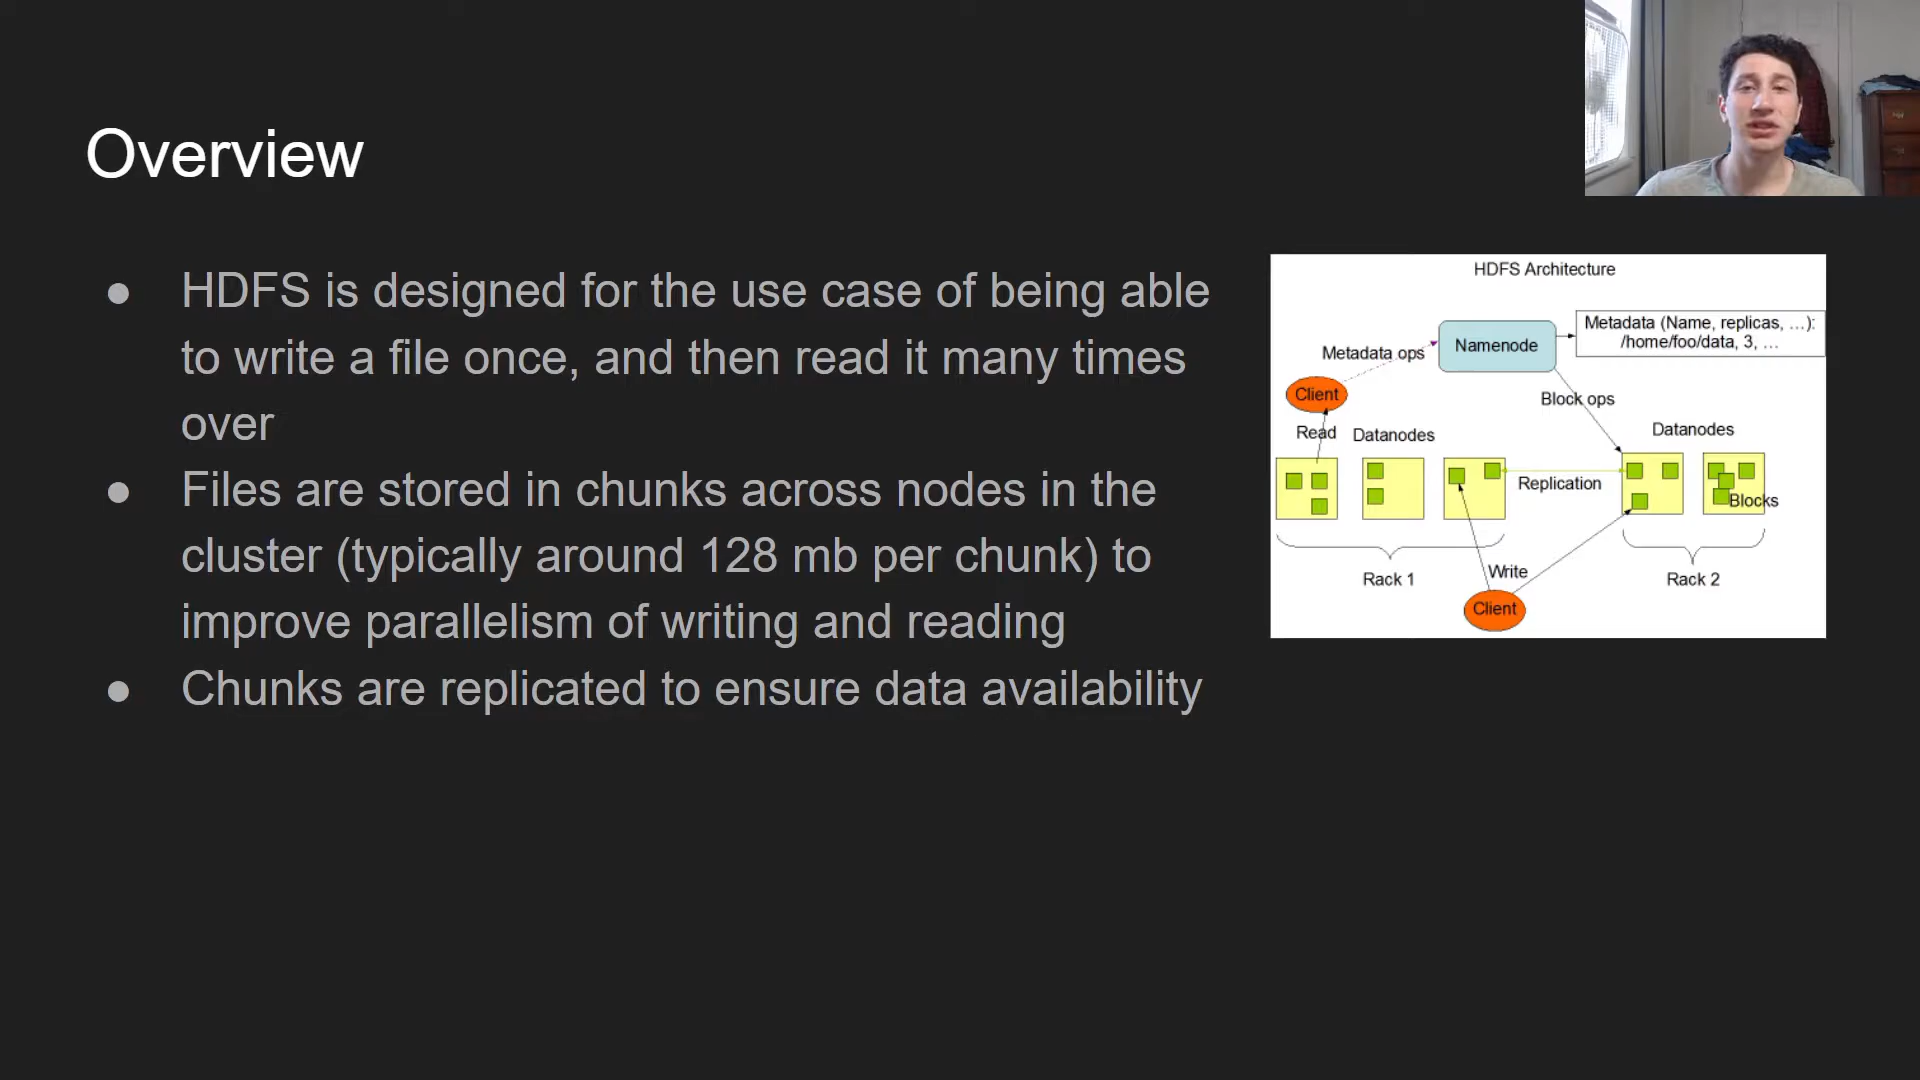 Overview
● HDFS is designed for the use case of being able
to write a file once, and then read it many times
over
● Files are stored in chunks across nodes in the
cluster (typically around 128 mb per chunk) to
improve parallelism of writing and reading
● Chunks are replicated to ensure data availability
HDFS Architecture
Metadata (Name, replicas, ...):
/home/foo/data, 3, ...
Namenode
Metadata ops
Client
Block ops
Read
Datanodes
Datanodes
Replication
Blocks
Write
Rack 1
Rack 2
Client